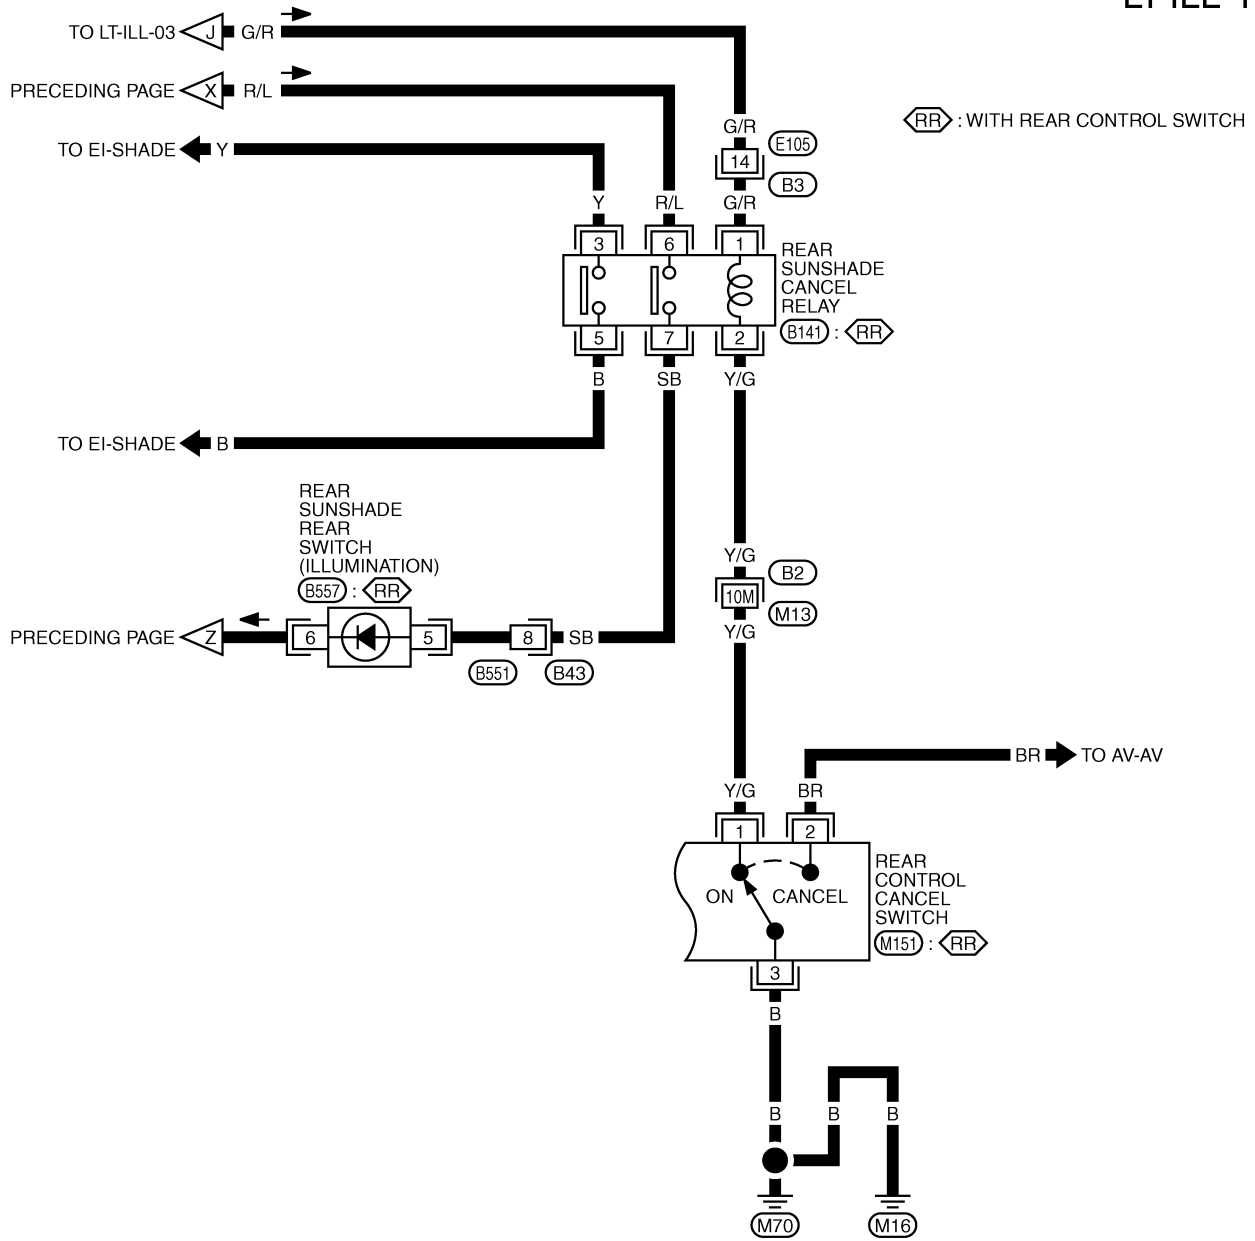 TO LT-ILL-03 J G/R
PRECEDING PAGE X R/L
TO EI-SHADE Y
RR : WITH REAR CONTROL SWITCH
G/R
14
E105
B3
Y R/L G/R
3 6 1
REAR
SUNSHADE
CANCEL
RELAY
B141 : RR
5 7 2
B SB Y/G
TO EI-SHADE B
REAR
SUNSHADE
REAR
SWITCH
(ILLUMINATION)
B557 : RR
Y/G
B2
10M
M13
Y/G
PRECEDING PAGE Z 6 5 8 SB
B551 B43
BR TO AV-AV
Y/G BR
1 2
ON CANCEL
REAR
CONTROL
CANCEL
SWITCH
M151 : RR
3
B
B B B
M70 M16